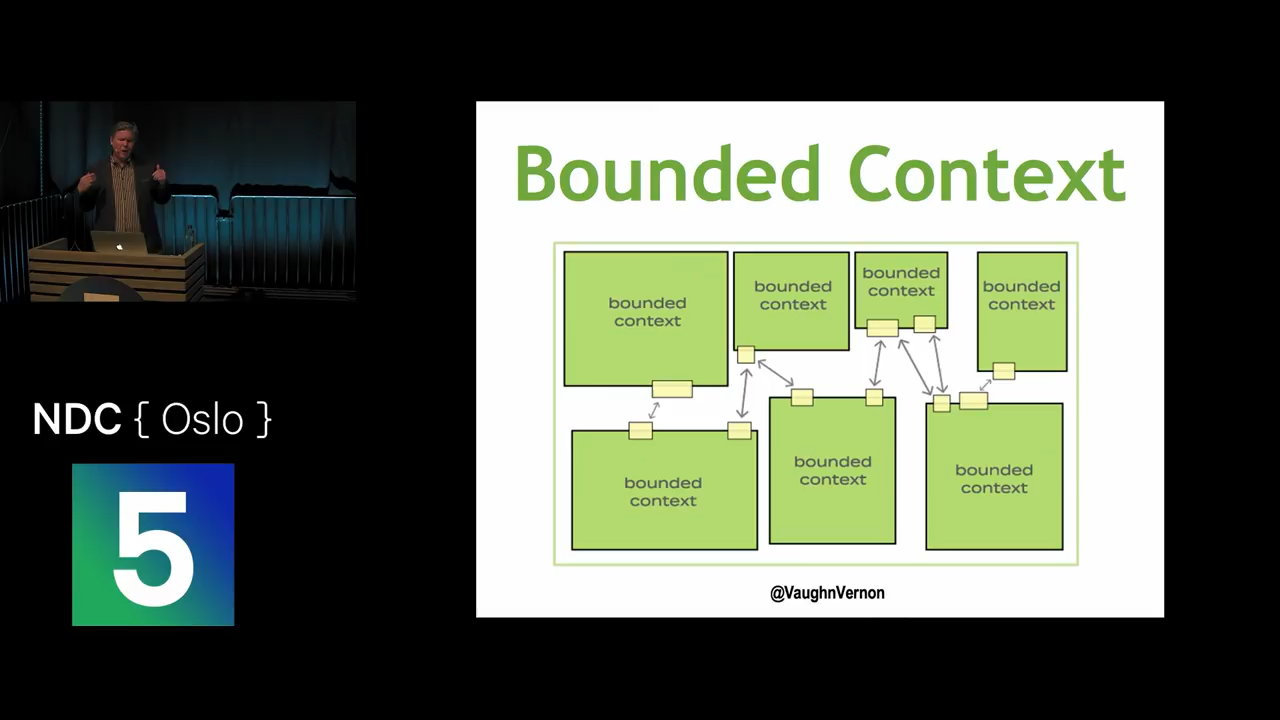 Bounded Context
bounded
context
bounded
context
bounded
context
bounded
context
bounded
context
bounded
context
bounded
context
@VaughnVernon
NDC { Oslo }
5